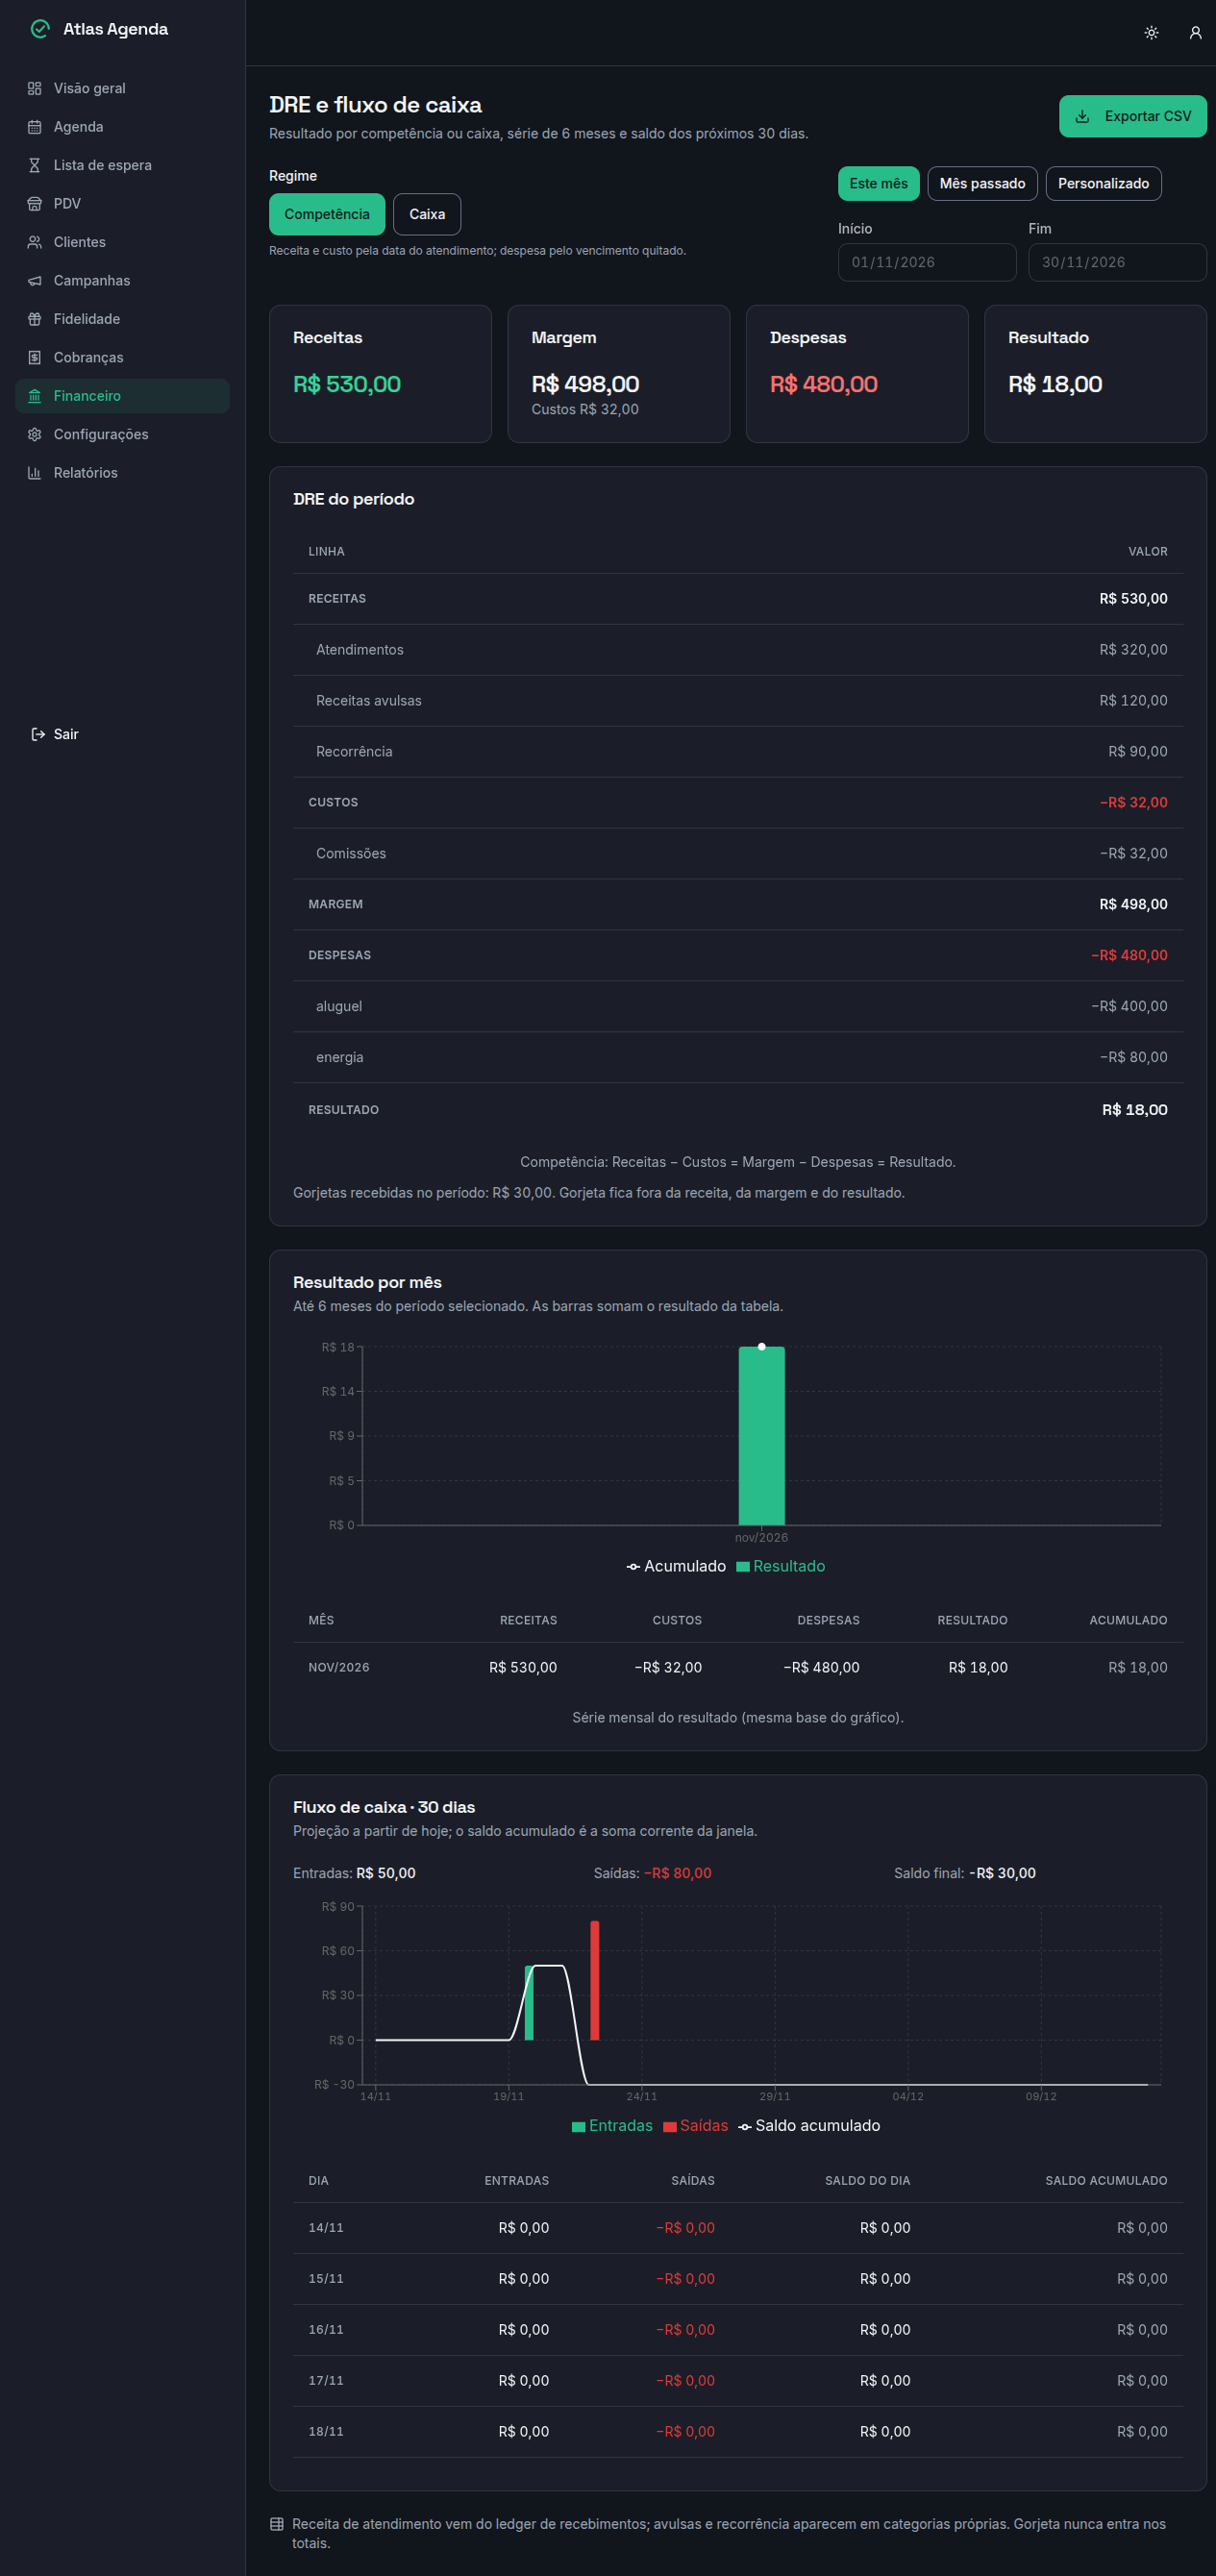 Atlas Agenda
Visão geral
Agenda
Lista de espera
PDV
Clientes
Campanhas
Fidelidade
Cobranças
Financeiro
Configurações
Relatórios
Sair
DRE e fluxo de caixa
Resultado por competência ou caixa, série de 6 meses e saldo dos próximos 30 dias.
Exportar CSV
Regime
Competência Caixa
Receita e custo pela data do atendimento; despesa pelo vencimento quitado.
Este mês Mês passado Personalizado
Início Fim
01/11/2026 30/11/2026
Receitas
R$ 530,00
Margem
R$ 498,00
Custos R$ 32,00
Despesas
R$ 480,00
Resultado
R$ 18,00
DRE do período
LINHA VALOR
RECEITAS R$ 530,00
Atendimentos R$ 320,00
Receitas avulsas R$ 120,00
Recorrência R$ 90,00
CUSTOS −R$ 32,00
Comissões −R$ 32,00
MARGEM R$ 498,00
DESPESAS −R$ 480,00
aluguel −R$ 400,00
energia −R$ 80,00
RESULTADO R$ 18,00
Competência: Receitas − Custos = Margem − Despesas = Resultado.
Gorjetas recebidas no período: R$ 30,00. Gorjeta fica fora da receita, da margem e do resultado.
Resultado por mês
Até 6 meses do período selecionado. As barras somam o resultado da tabela.
R$ 18
R$ 14
R$ 9
R$ 5
R$ 0
nov/2026
Acumulado Resultado
MÊS RECEITAS CUSTOS DESPESAS RESULTADO ACUMULADO
NOV/2026 R$ 530,00 −R$ 32,00 −R$ 480,00 R$ 18,00 R$ 18,00
Série mensal do resultado (mesma base do gráfico).
Fluxo de caixa · 30 dias
Projeção a partir de hoje; o saldo acumulado é a soma corrente da janela.
Entradas: R$ 50,00 Saídas: −R$ 80,00 Saldo final: -R$ 30,00
R$ 90
R$ 60
R$ 30
R$ 0
R$ -30
14/11 19/11 24/11 29/11 04/12 09/12
Entradas Saídas Saldo acumulado
DIA ENTRADAS SAÍDAS SALDO DO DIA SALDO ACUMULADO
14/11 R$ 0,00 −R$ 0,00 R$ 0,00 R$ 0,00
15/11 R$ 0,00 −R$ 0,00 R$ 0,00 R$ 0,00
16/11 R$ 0,00 −R$ 0,00 R$ 0,00 R$ 0,00
17/11 R$ 0,00 −R$ 0,00 R$ 0,00 R$ 0,00
18/11 R$ 0,00 −R$ 0,00 R$ 0,00 R$ 0,00
Receita de atendimento vem do ledger de recebimentos; avulsas e recorrência aparecem em categorias próprias. Gorjeta nunca entra nos
totais.